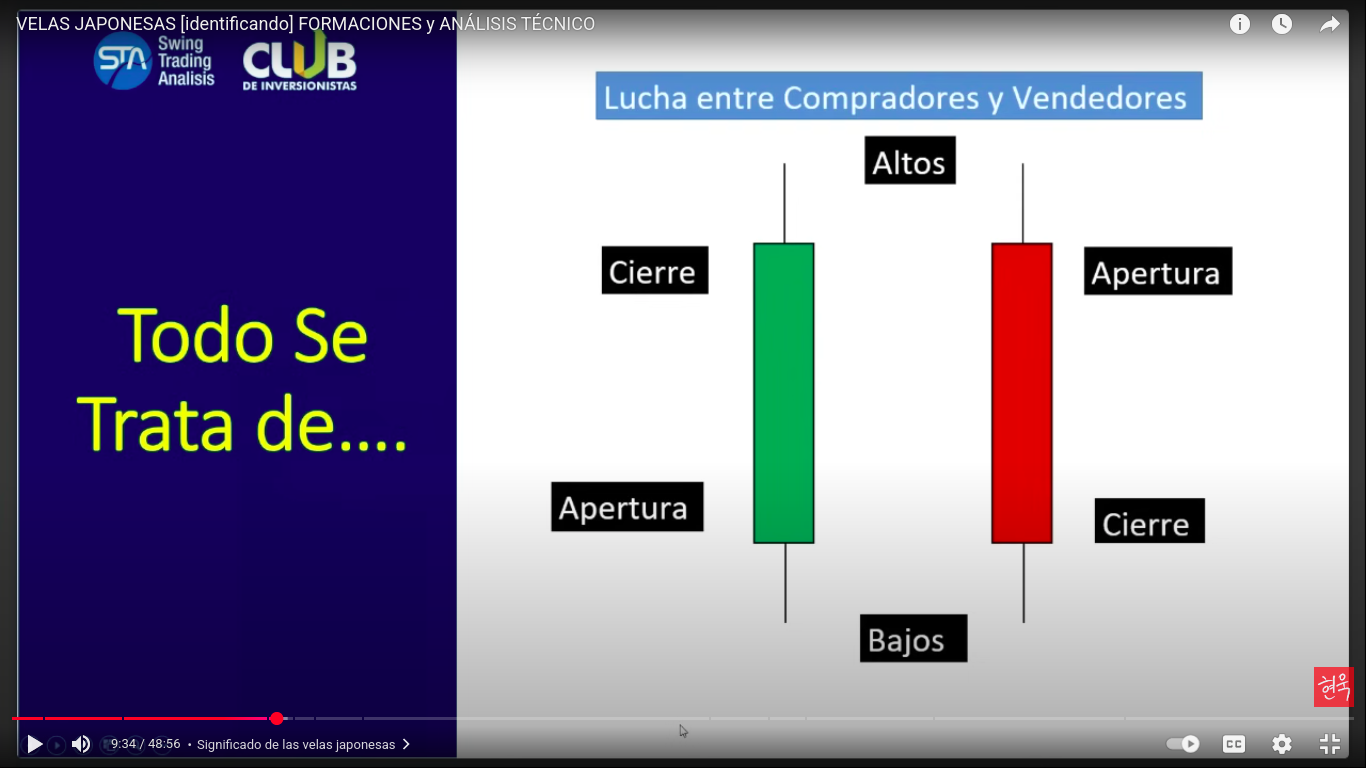 VELAS JAPONESAS [identificando] FORMACIONES y ANÁLISIS TÉCNICO
STA
Swing
Trading
Analisis
CLUB
DE INVERSIONISTAS
Lucha entre Compradores y Vendedores
Altos
Cierre
Apertura
Todo Se
Trata de....
Apertura
Cierre
Bajos
현욱
9:34 / 48:56 • Significado de las velas japonesas
CC